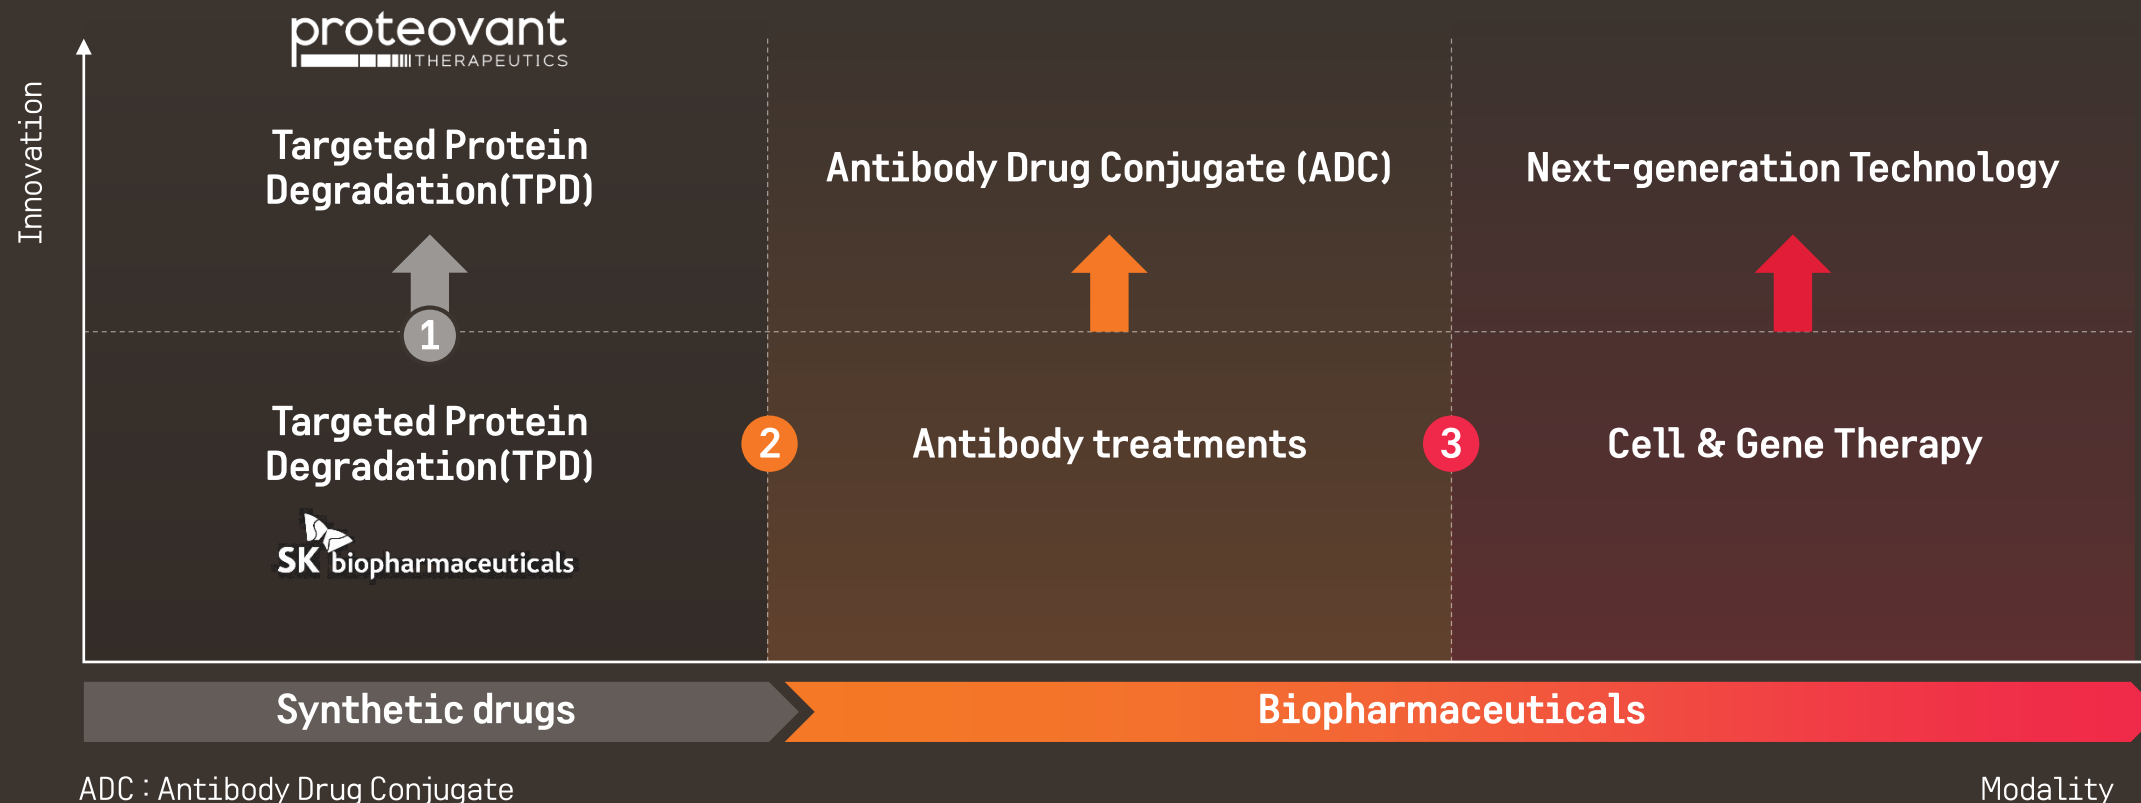 proteovant
THERAPEUTICS
Innovation
Targeted Protein
Degradation(TPD)
Antibody Drug Conjugate (ADC)
Next-generation Technology
1
Targeted Protein
Degradation(TPD)
2
Antibody treatments
3
Cell & Gene Therapy
SK biopharmaceuticals
Synthetic drugs
Biopharmaceuticals
ADC : Antibody Drug Conjugate
Modality